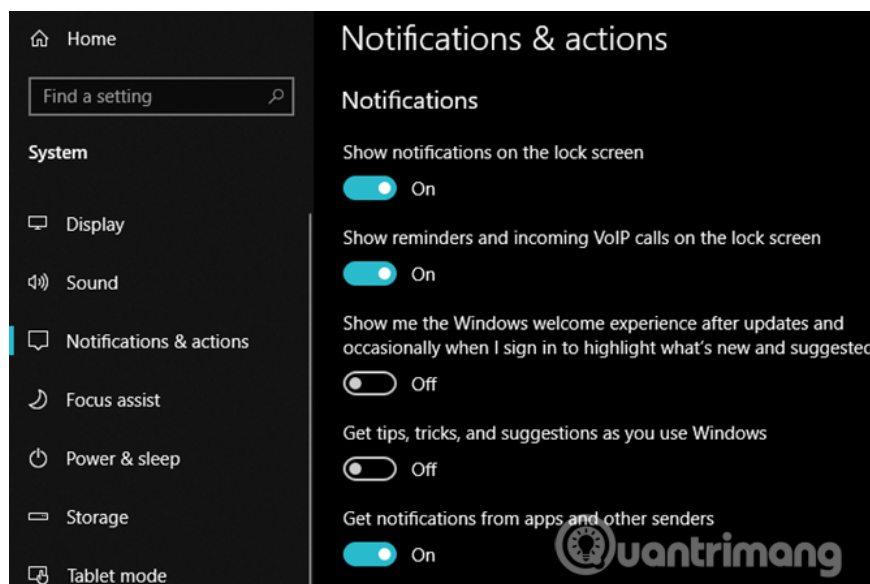 Home
Find a setting
System
Display
Sound
Notifications & actions
Focus assist
Power & sleep
Storage
Tablet mode
Notifications & actions
Notifications
Show notifications on the lock screen
On
Show reminders and incoming VoIP calls on the lock screen
On
Show me the Windows welcome experience after updates and
occasionally when I sign in to highlight what's new and suggested
Off
Get tips, tricks, and suggestions as you use Windows
Off
Get notifications from apps and other senders
On
Quantrimang